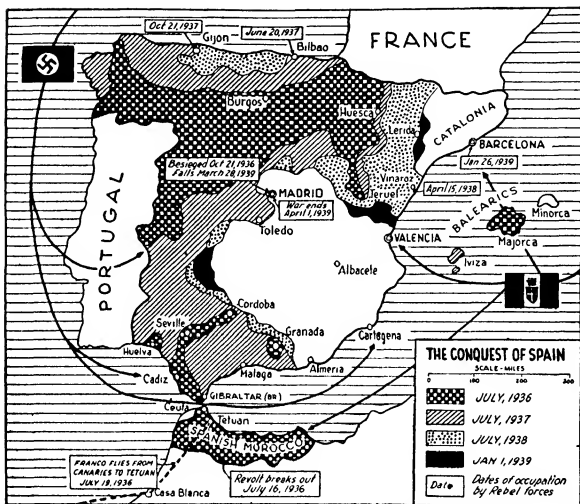 Oct 21, 1937
June 20, 1937
Gijon
Bilbao
FRANCE
Burgos
Huesca
Lerida
CATALONIA
BARCELONA
Jan 26, 1939
Besieged Oct 21, 1936
Falls March 28, 1939
Vinaroz
Jeruel
April 15, 1938
MADRID
War ends
April 1, 1939
Toledo
BALEARICS
Minorca
Majorca
Iviza
PORTUGAL
VALENCIA
Albacele
Cordoba
Seville
Granada
Cartagena
Huelva
Cadiz
Malaga
Almeria
GIBRALTAR (BR)
Ceuta
Tetuan
SPANISH MOROCCO
FRANCO FLIES FROM
CANARIES TO TETUAN
JULY 19, 1936
Revolt breaks out
July 16, 1936
Casa Blanca
THE CONQUEST OF SPAIN
SCALE - MILES
0 100 200 300
JULY, 1936
JULY, 1937
JULY, 1938
JAN 1, 1939
Date
Dates of occupation
by Rebel forces